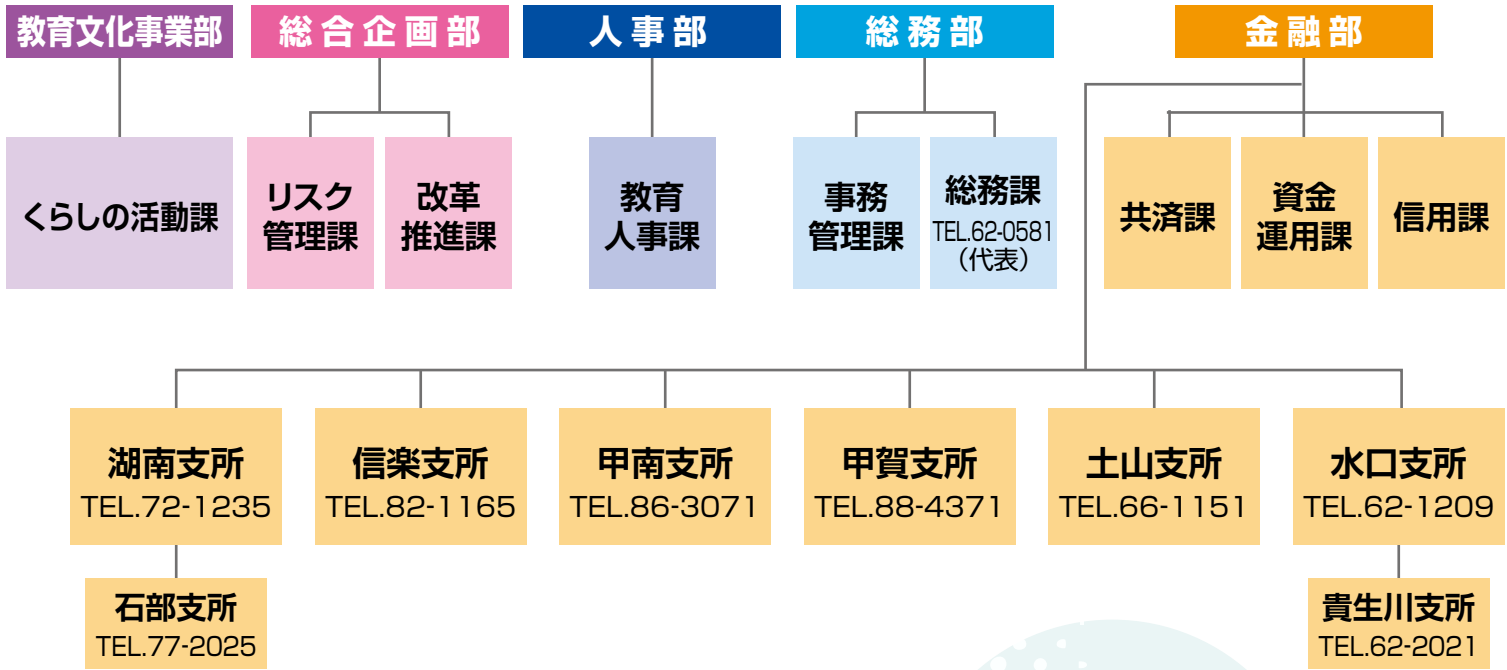 教育文化事業部
総合企画部
人事部
総務部
金融部
くらしの活動課
リスク
管理課
改革
推進課
教育
人事課
事務
管理課
総務課
TEL.62-0581
（代表）
共済課
資金
運用課
信用課
湖南支所
TEL.72-1235
信楽支所
TEL.82-1165
甲南支所
TEL.86-3071
甲賀支所
TEL.88-4371
土山支所
TEL.66-1151
水口支所
TEL.62-1209
石部支所
TEL.77-2025
貴生川支所
TEL.62-2021